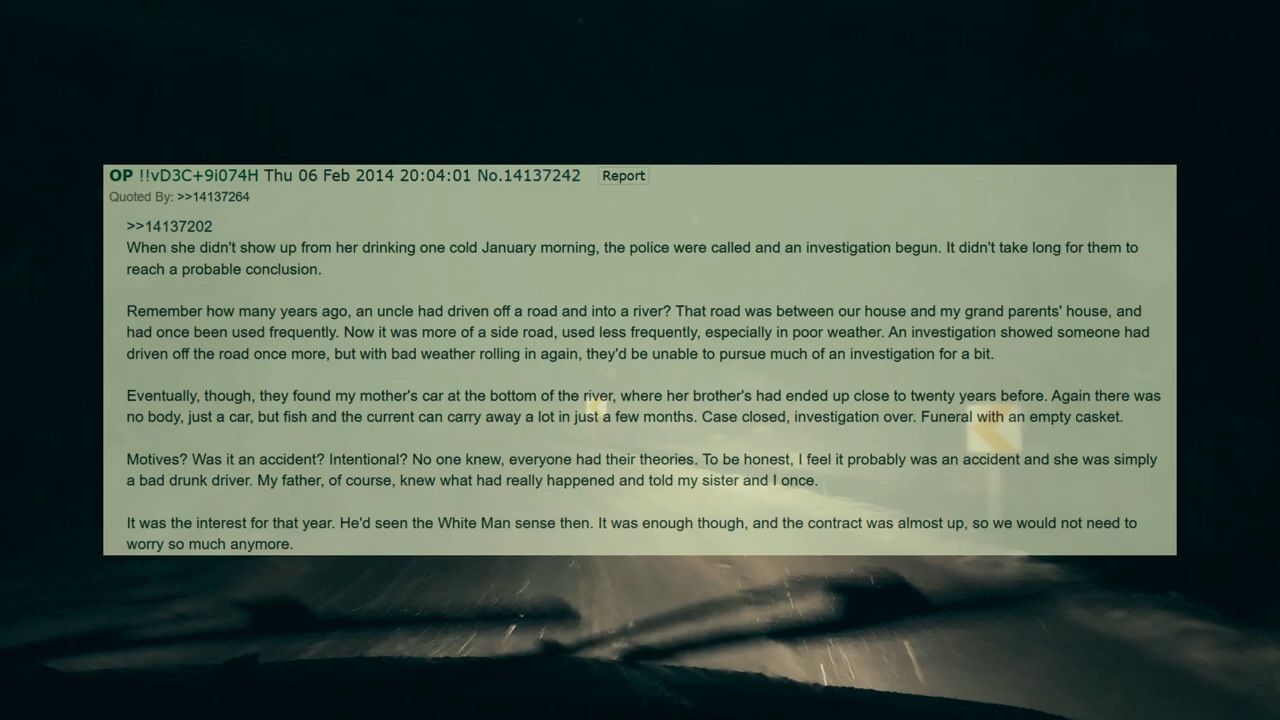 OP !!vD3C+9i074H Thu 06 Feb 2014 20:04:01 No.14137242 Report
Quoted By: >>14137264
>>14137202
When she didn't show up from her drinking one cold January morning, the police were called and an investigation begun. It didn't take long for them to
reach a probable conclusion.
Remember how many years ago, an uncle had driven off a road and into a river? That road was between our house and my grand parents' house, and
had once been used frequently. Now it was more of a side road, used less frequently, especially in poor weather. An investigation showed someone had
driven off the road once more, but with bad weather rolling in again, they'd be unable to pursue much of an investigation for a bit.
Eventually, though, they found my mother's car at the bottom of the river, where her brother's had ended up close to twenty years before. Again there was
no body, just a car, but fish and the current can carry away a lot in just a few months. Case closed, investigation over. Funeral with an empty casket.
Motives? Was it an accident? Intentional? No one knew, everyone had their theories. To be honest, I feel it probably was an accident and she was simply
a bad drunk driver. My father, of course, knew what had really happened and told my sister and I once.
It was the interest for that year. He'd seen the White Man sense then. It was enough though, and the contract was almost up, so we would not need to
worry so much anymore.